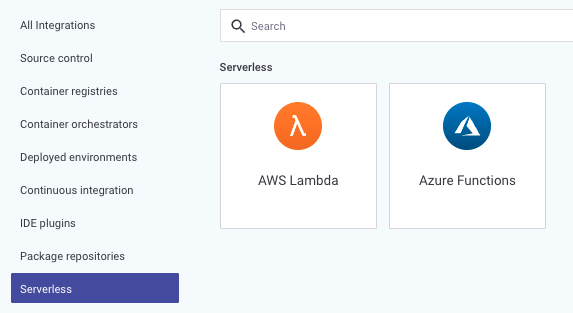 All Integrations
Source control
Container registries
Container orchestrators
Deployed environments
Continuous integration
IDE plugins
Package repositories
Serverless
Search
Serverless
AWS Lambda
Azure Functions